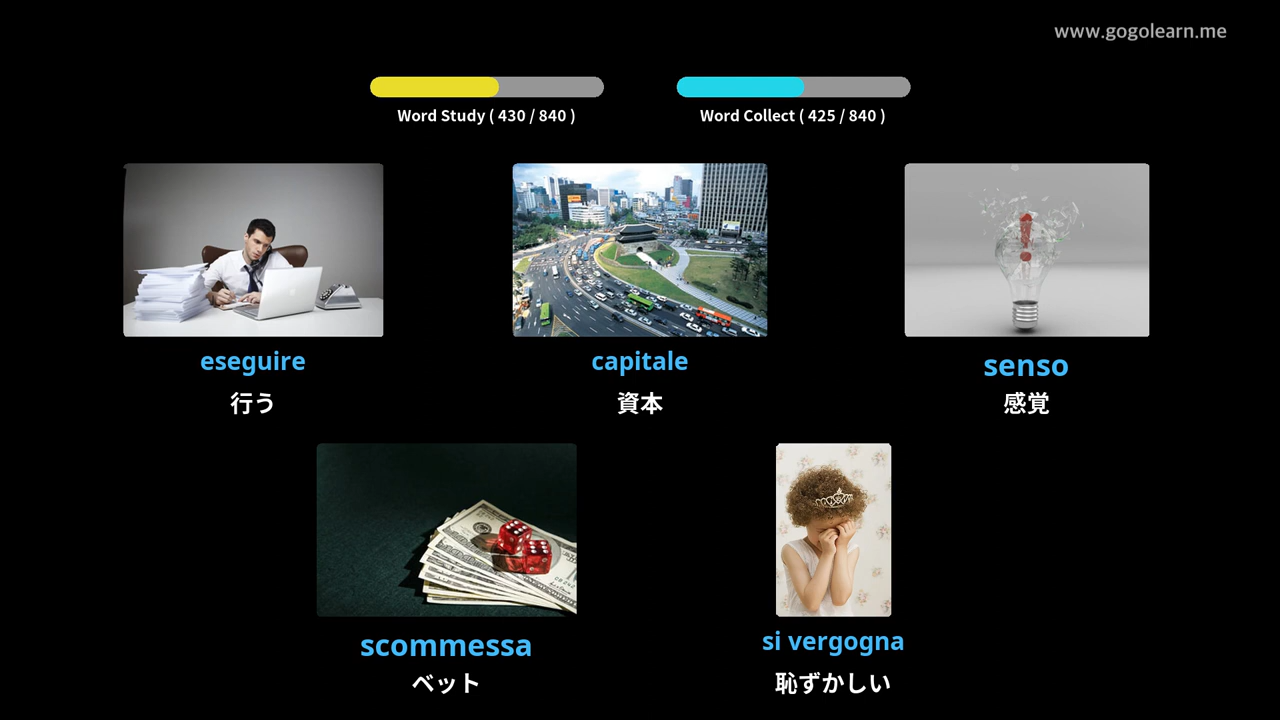 www.gogolearn.me
Word Study ( 430 / 840 )
Word Collect ( 425 / 840 )
eseguire
行う
capitale
資本
senso
感覚
scommessa
ベット
si vergogna
恥ずかしい